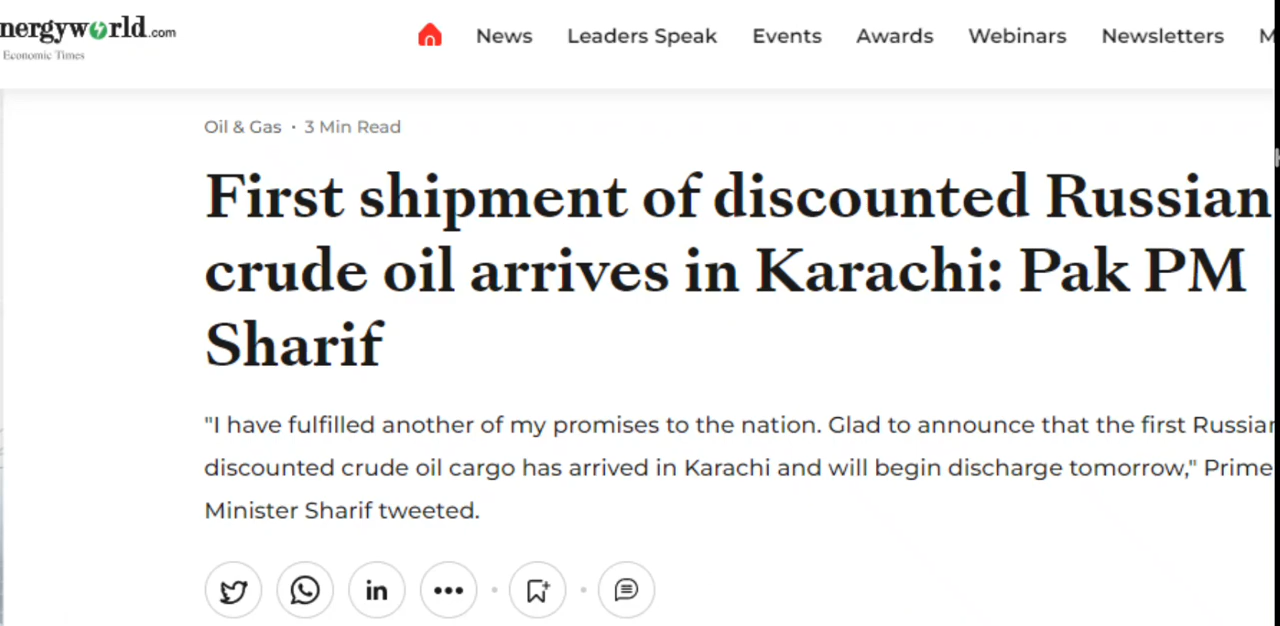 nergyworld.com
Economic Times
News Leaders Speak Events Awards Webinars Newsletters M
Oil & Gas · 3 Min Read
First shipment of discounted Russian
crude oil arrives in Karachi: Pak PM
Sharif
"I have fulfilled another of my promises to the nation. Glad to announce that the first Russian
discounted crude oil cargo has arrived in Karachi and will begin discharge tomorrow," Prime
Minister Sharif tweeted.
in